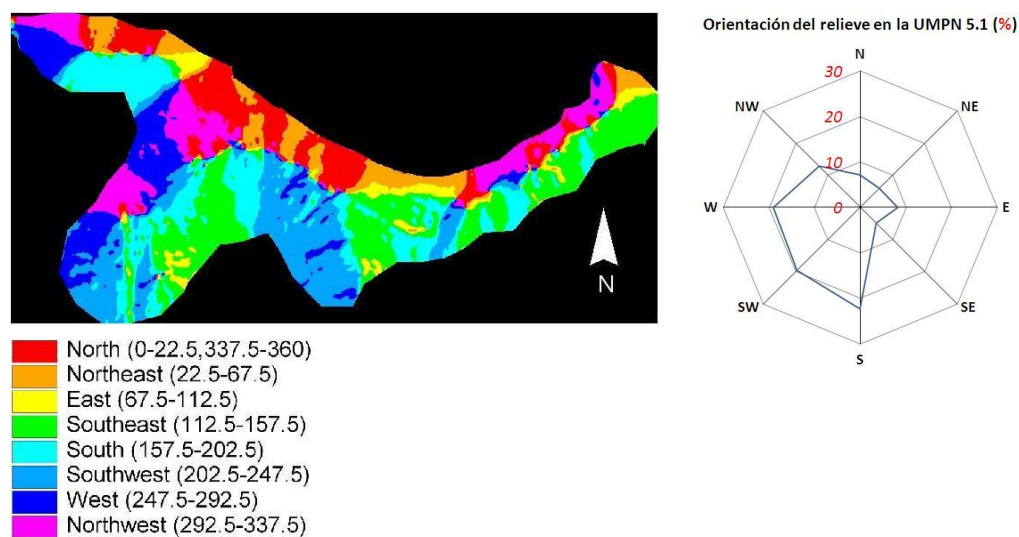 Orientación del relieve en la UMPN 5.1 (%)
N
NE
E
SE
S
SW
W
NW
30
20
10
0
N
North (0-22.5,337.5-360)
Northeast (22.5-67.5)
East (67.5-112.5)
Southeast (112.5-157.5)
South (157.5-202.5)
Southwest (202.5-247.5)
West (247.5-292.5)
Northwest (292.5-337.5)